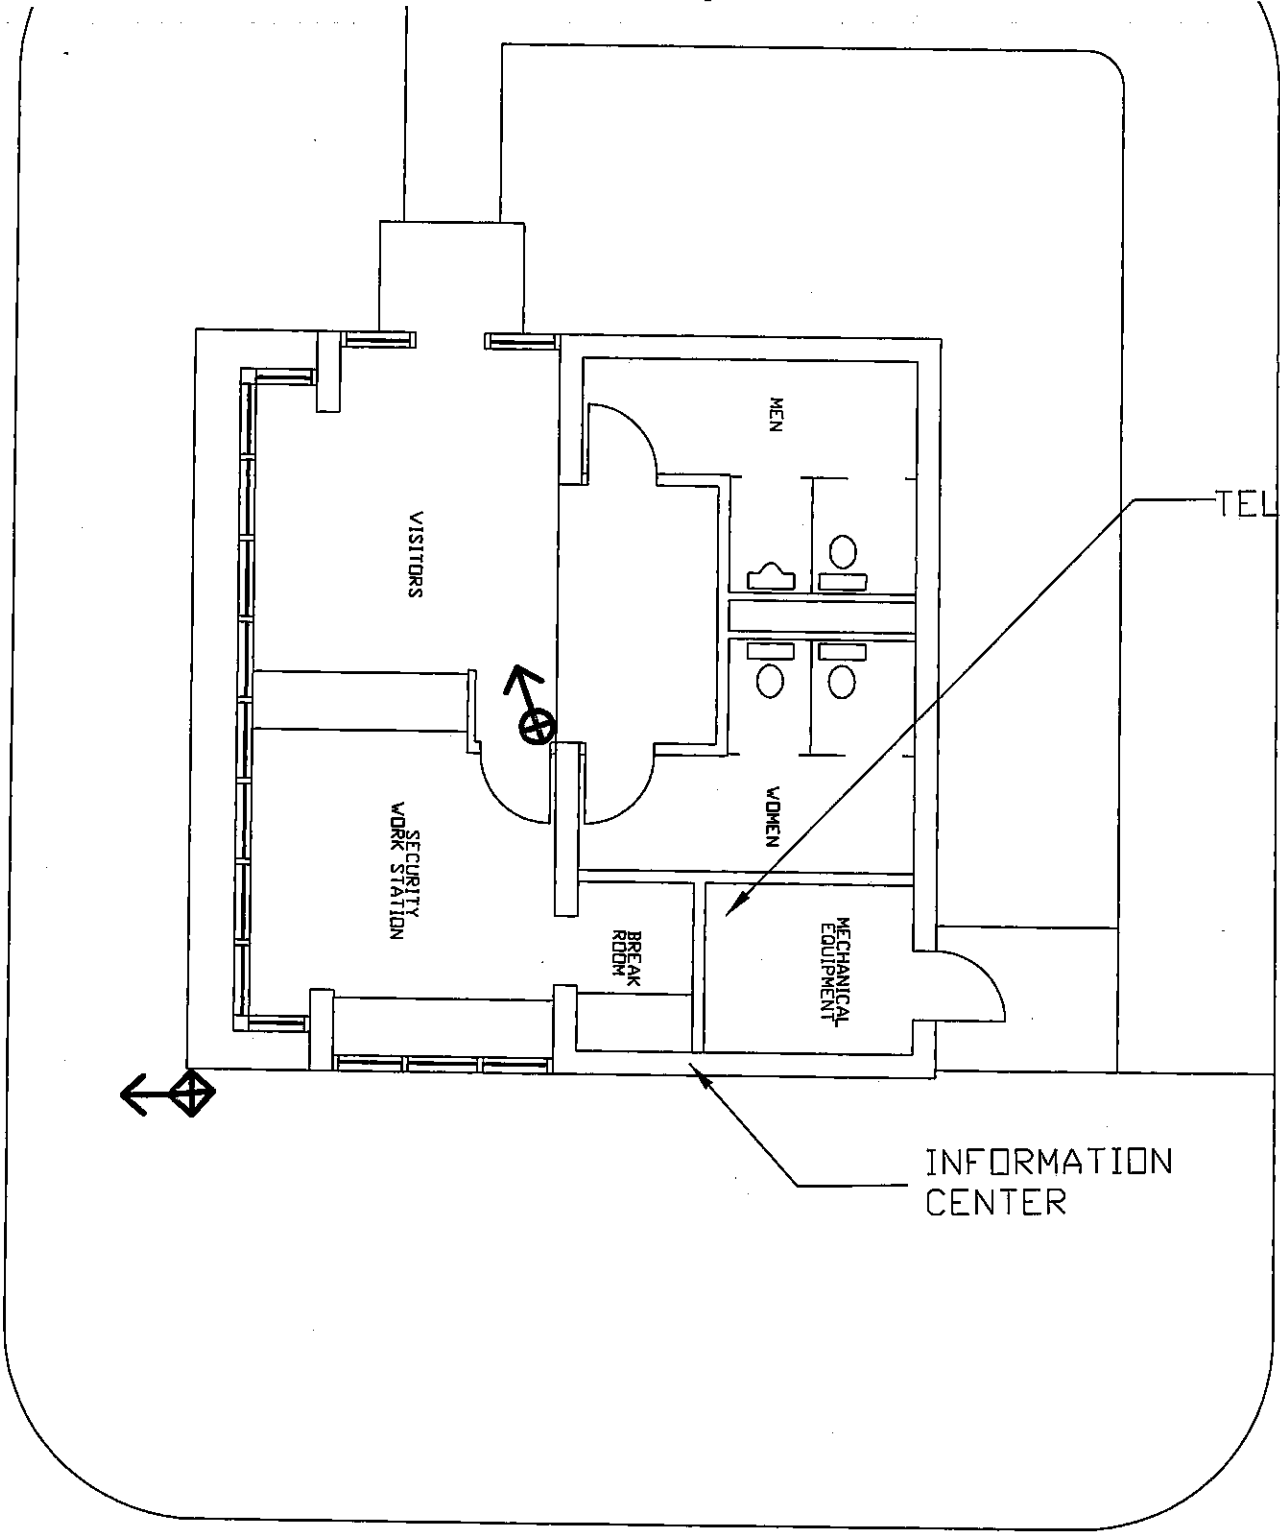 MEN
TEL
VISITORS
WOMEN
SECURITY
WORK STATION
BREAK
ROOM
MECHANICAL
EQUIPMENT
INFORMATION
CENTER